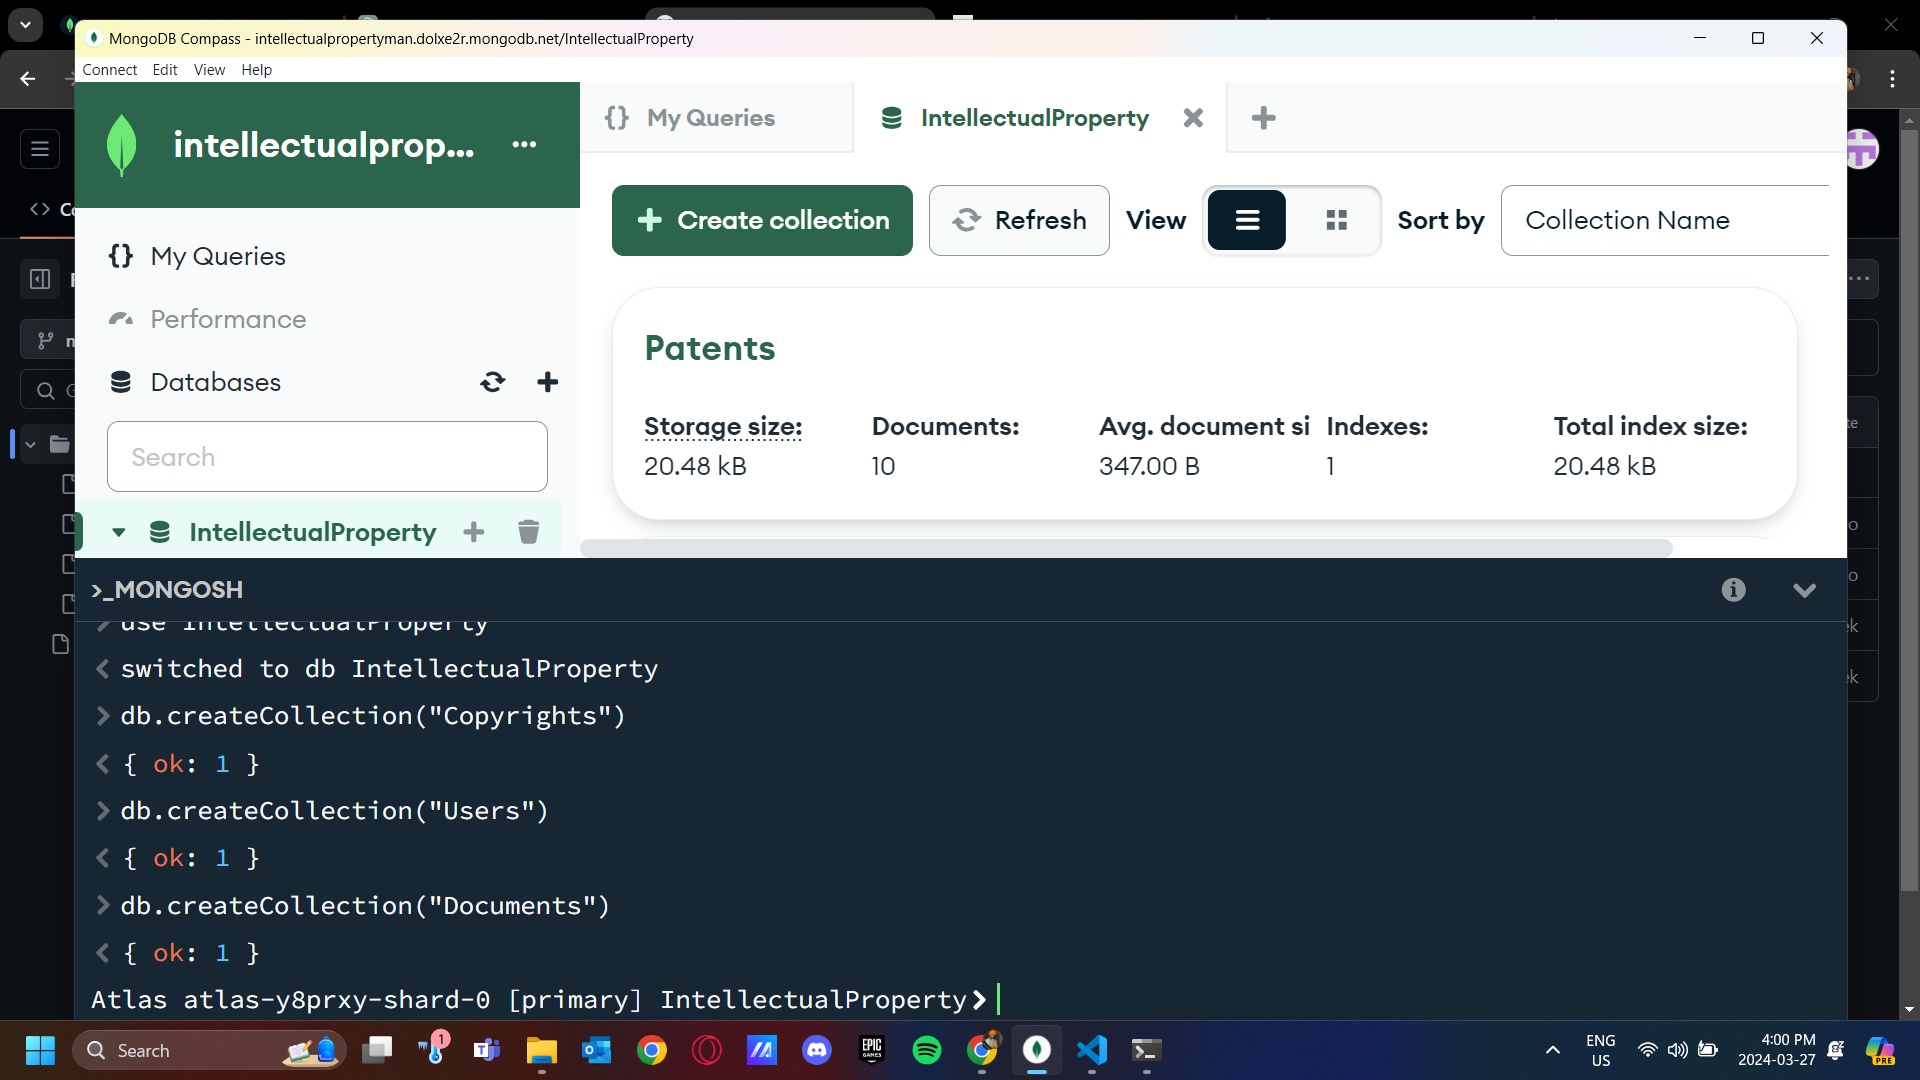 MongoDB Compass - intellectualpropertyman.dolxe2r.mongodb.net/IntellectualProperty
Connect Edit View Help
intellectualprop... ...
My Queries
IntellectualProperty
My Queries
Performance
Databases
Search
IntellectualProperty
Create collection
Refresh
View
Sort by
Collection Name
Patents
Storage size: Documents: Avg. document si Indexes: Total index size:
20.48 kB 10 347.00 B 1 20.48 kB
>_MONGOSH
> use IntellectualProperty
< switched to db IntellectualProperty
> db.createCollection("Copyrights")
< { ok: 1 }
> db.createCollection("Users")
< { ok: 1 }
> db.createCollection("Documents")
< { ok: 1 }
Atlas atlas-y8prxy-shard-0 [primary] IntellectualProperty>
Search
1
EPIC
GAMES
ENG
US
4:00 PM
2024-03-27
PRE